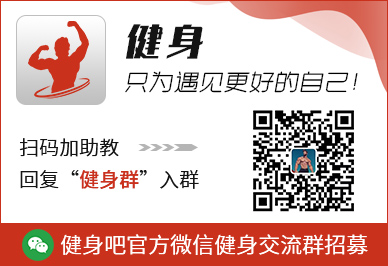 健身
只为遇见更好的自己！
扫码加助教
回复“健身群”入群
健身吧官方微信健身交流群招募